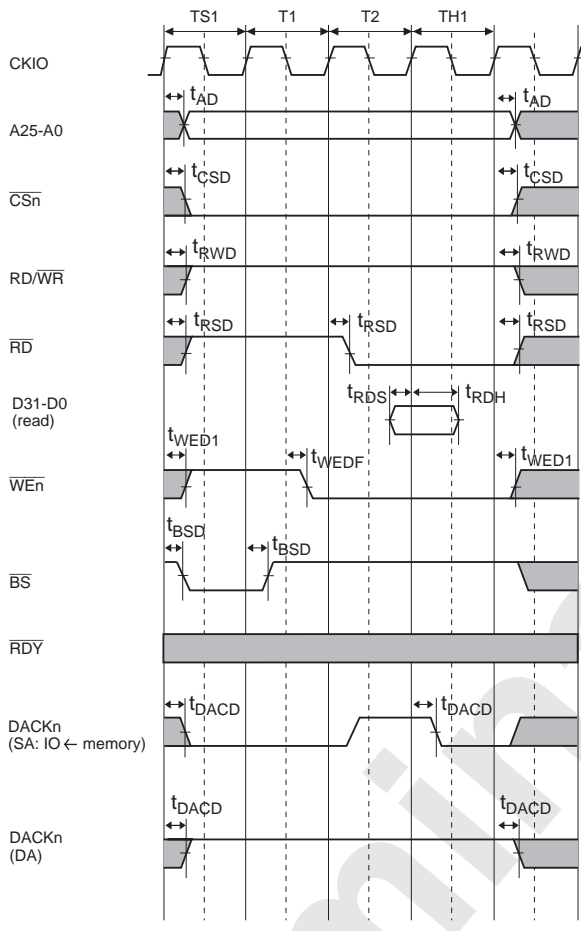 TS1 T1 T2 TH1
CKIO
tAD tAD
A25-A0
tCSD tCSD
CSn
tRWD tRWD
RD/WR
tRSD tRSD tRSD
RD
D31-D0
(read)
tRDS tRDH
tWED1 tWEDF tWED1
WEn
tBSD tBSD
BS
RDY
tDACD tDACD
DACKn
(SA: IO ← memory)
tDACD tDACD
DACKn
(DA)